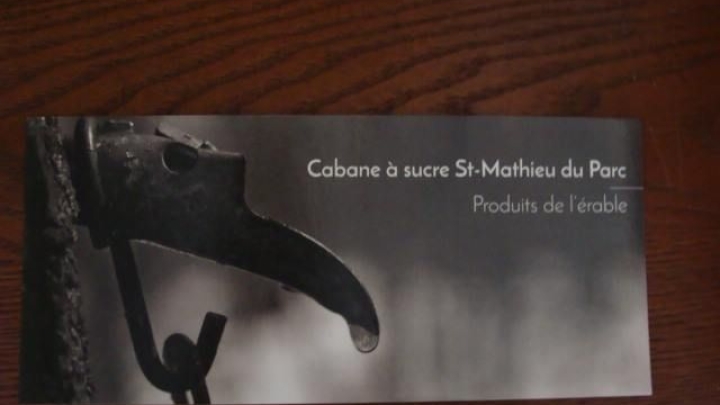 Cabane à sucre St-Mathieu du Parc
Produits de l'érable